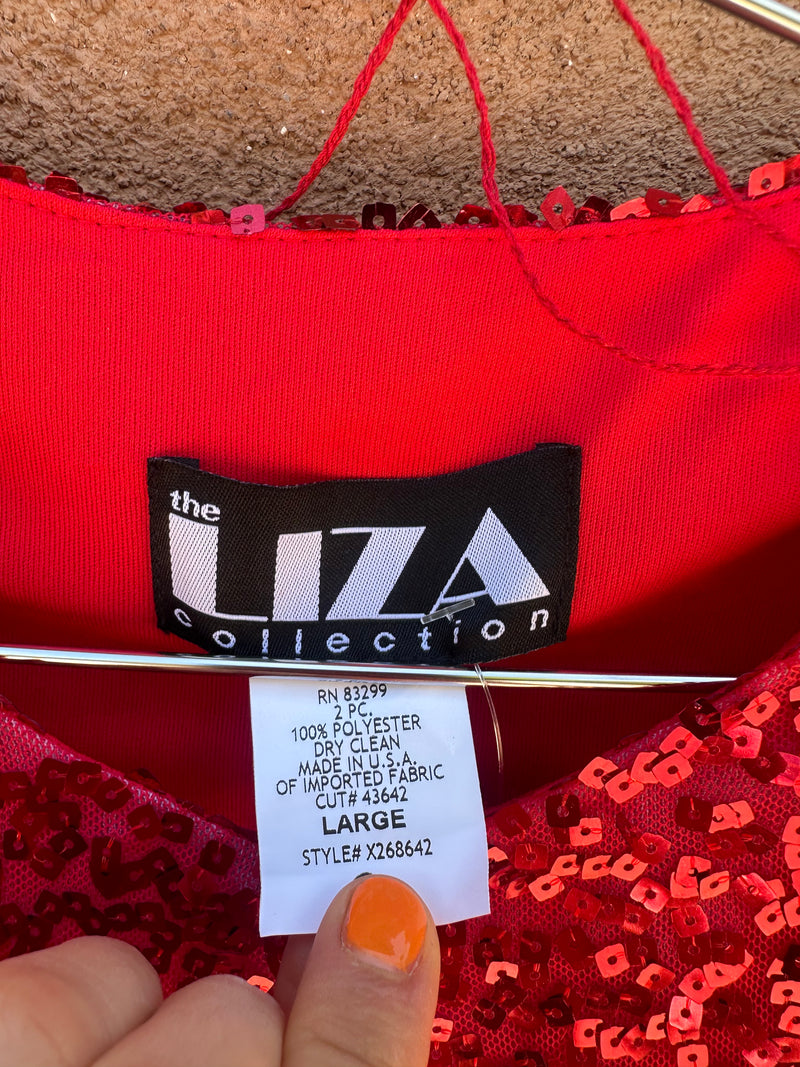 the
LIZA
collection
RN 83299
2 PC.
100% POLYESTER
DRY CLEAN
MADE IN U.S.A.
OF IMPORTED FABRIC
CUT# 43642
LARGE
STYLE# X268642